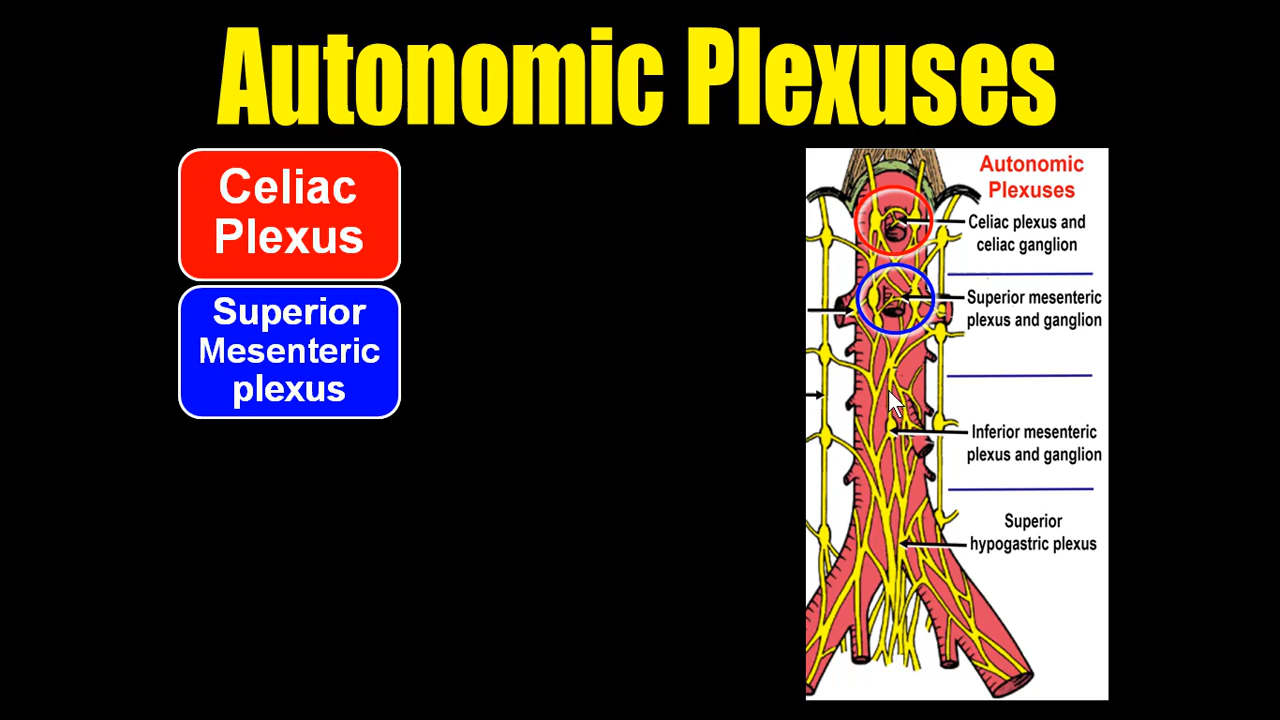 Autonomic Plexuses
Celiac
Plexus
Superior
Mesenteric
plexus
Autonomic
Plexuses
Celiac plexus and
celiac ganglion
Superior mesenteric
plexus and ganglion
Inferior mesenteric
plexus and ganglion
Superior
hypogastric plexus